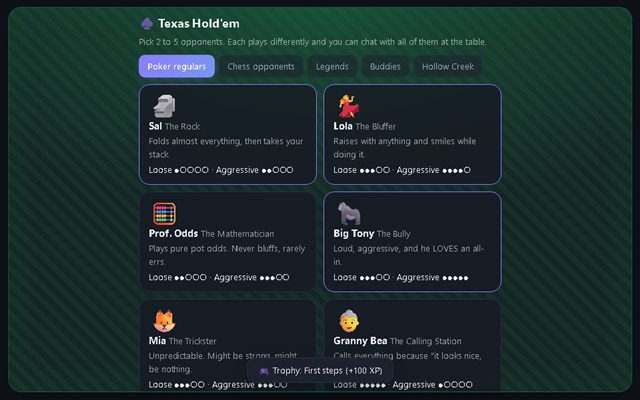 Texas Hold'em
Pick 2 to 5 opponents. Each plays differently and you can chat with all of them at the table.
Poker regulars
Chess opponents
Legends
Buddies
Hollow Creek
Sal The Rock
Folds almost everything, then takes your
stack.
Loose ●○○○○ · Aggressive ●●○○○
Lola The Bluffer
Raises with anything and smiles while
doing it.
Loose ●●●○○ · Aggressive ●●●●○
Prof. Odds The Mathematician
Plays pure pot odds. Never bluffs, rarely
errs.
Loose ●●○○○ · Aggressive ●●●○○
Big Tony The Bully
Loud, aggressive, and he LOVES an all-
in.
Loose ●●●○○ · Aggressive ●●●●●
Mia The Trickster
Unpredictable. Might be strong, might
be nothing.
Loose ●●●○○ · Aggressive ●●●○○
Granny Bea The Calling Station
Calls everything because "it looks nice,
Loose ●●●●● · Aggressive ●○○○○
Trophy: First steps (+100 XP)